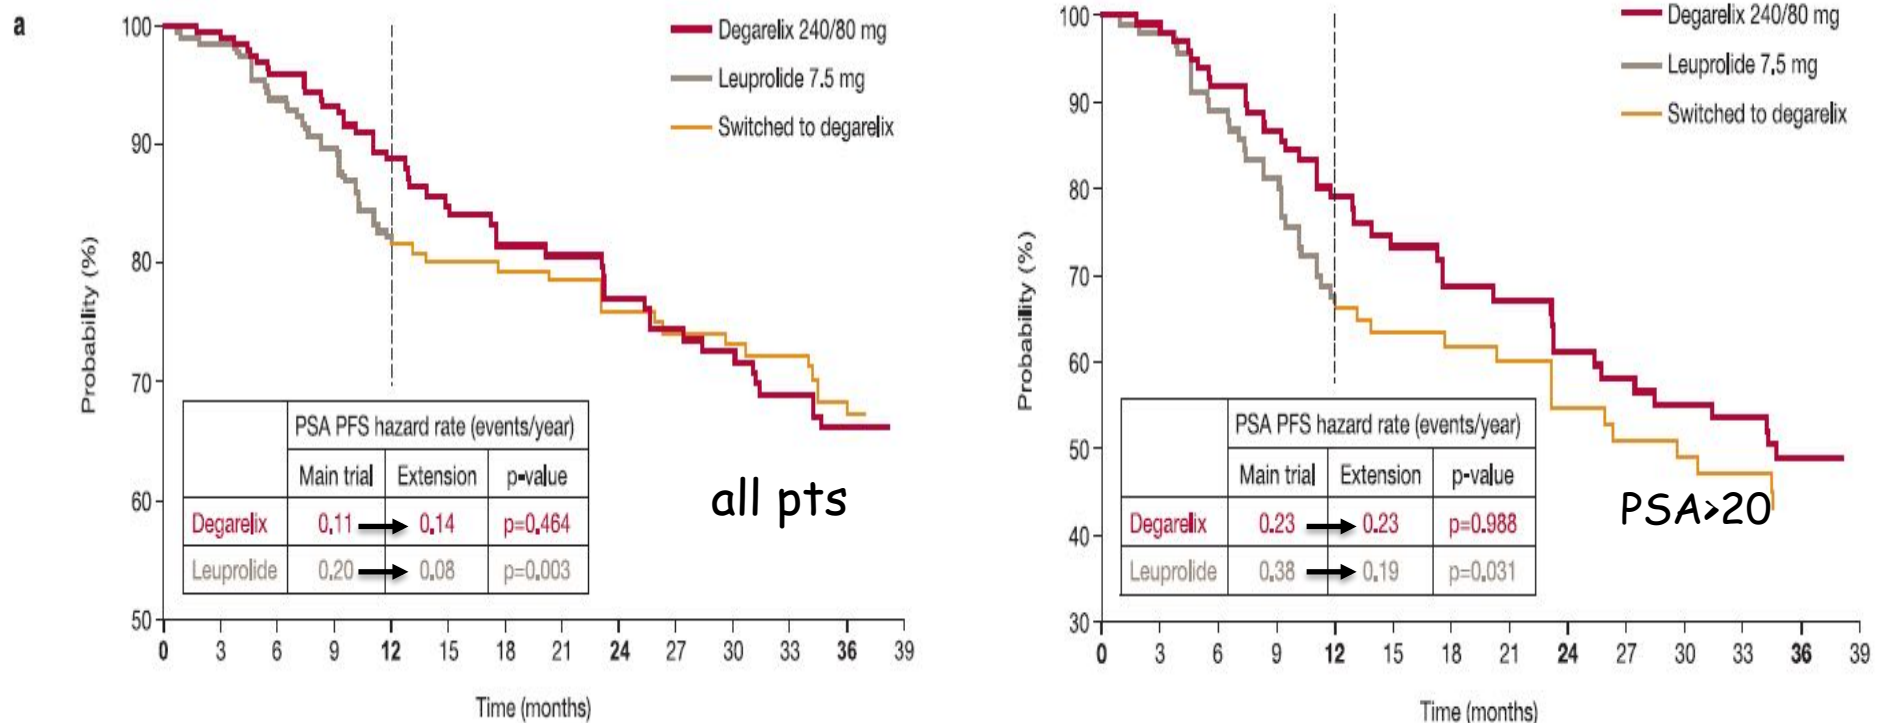 a
Degarelix 240/80 mg
Leuprolide 7.5 mg
Switched to degarelix
Probability (%)
100
90
80
70
60
50
PSA PFS hazard rate (events/year)
Main trial Extension p-value
Degarelix 0.11 0.14 p=0.464
Leuprolide 0.20 0.08 p=0.003
all pts
0 3 6 9 12 15 18 21 24 27 30 33 36 39
Time (months)
Degarelix 240/80 mg
Leuprolide 7.5 mg
Switched to degarelix
Probability (%)
100
90
80
70
60
50
40
30
PSA PFS hazard rate (events/year)
Main trial Extension p-value
Degarelix 0.23 0.23 p=0.988
Leuprolide 0.38 0.19 p=0.031
PSA>20
0 3 6 9 12 15 18 21 24 27 30 33 36 39
Time (months)